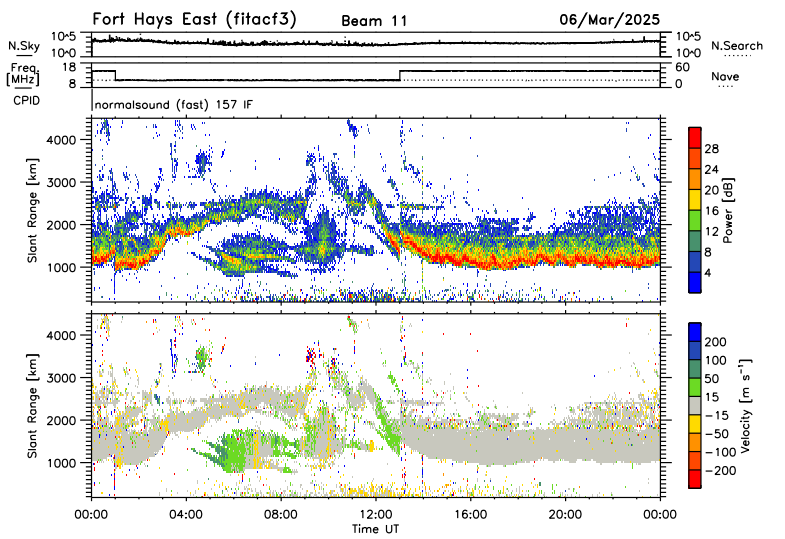 Fort Hays East (fitacf3) Beam 11 06/Mar/2025
N.Sky 10^5 10^5 N.Search
10^0 10^0
Freq. 18 60 Nave
[MHz] 8 0
CPID normalsound (fast) 157 IF
Slant Range [km]
4000
3000
2000
1000
28
24
20
16
12
8
4
Power [dB]
Slant Range [km]
4000
3000
2000
1000
200
100
50
15
−15
−50
−100
−200
Velocity [m s⁻¹]
00:00 04:00 08:00 12:00 16:00 20:00 00:00
Time UT